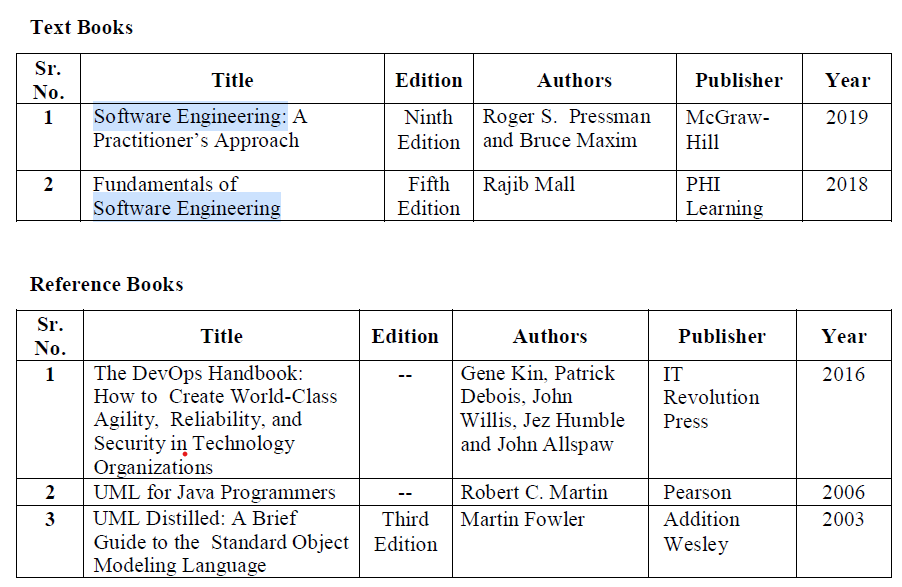 Text Books
Sr. No. Title Edition Authors Publisher Year
1 Software Engineering: A Ninth Roger S. Pressman McGraw- 2019
Practitioner’s Approach Edition and Bruce Maxim Hill
2 Fundamentals of Fifth Rajib Mall PHI 2018
Software Engineering Edition Learning
Reference Books
Sr. No. Title Edition Authors Publisher Year
1 The DevOps Handbook: -- Gene Kin, Patrick IT 2016
How to Create World-Class Debois, John Revolution
Agility, Reliability, and Willis, Jez Humble Press
Security in Technology and John Allspaw
Organizations
2 UML for Java Programmers -- Robert C. Martin Pearson 2006
3 UML Distilled: A Brief Third Martin Fowler Addition 2003
Guide to the Standard Object Edition Wesley
Modeling Language